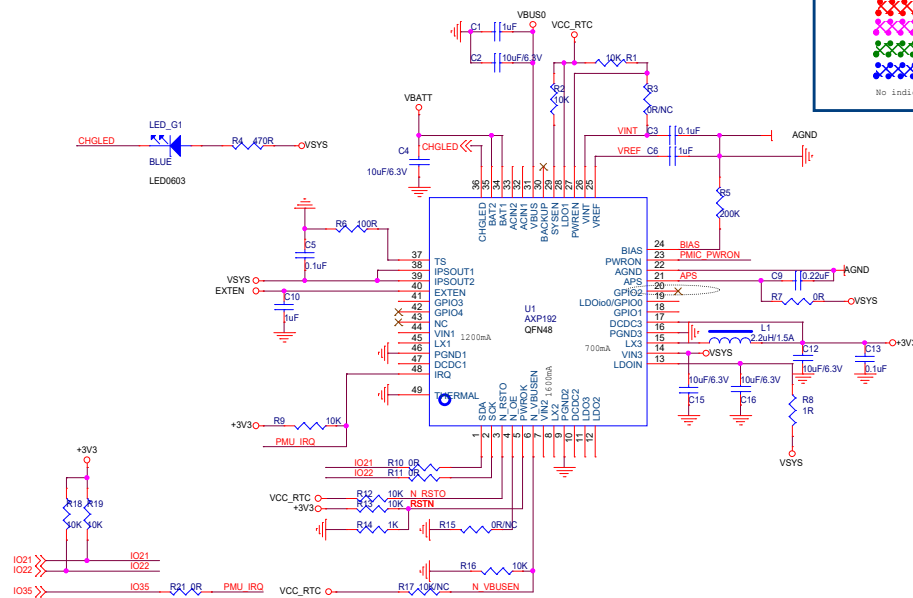 VBUS0
VCC_RTC
C1 1uF
C2 10uF/6.3V
10K R1
R2
10K
R3
0R/NC
No indi
VBATT
CHGLED
C4
10uF/6.3V
VINT C3 0.1uF
VREF C6 1uF
AGND
LED_G1
CHGLED
R4 470R
VSYS
BLUE
LED0603
R5
200K
36 35 34 33 32 31 30 29 28 27 26 25
CHGLED
BAT2
BAT1
ACIN2
ACIN1
VBUS
BACKUP
SYSEN
LDO1
PWREN
VINT
VREF
R6 100R
C5
0.1uF
VSYS
EXTEN
C10
1uF
37 TS
38 IPSOUT1
39 IPSOUT2
40 EXTEN
41 GPIO3
42 GPIO4
43 NC
44 VIN1
45 LX1
46 PGND1
47 DCDC1
48 IRQ
49 THERMAL
U1
AXP192
QFN48
1200mA
700mA
1600mA
BIAS 24 BIAS
PWRON 23 PMIC_PWRON
AGND 22
APS 21 APS
GPIO2 20
LDOio0/GPIO0 19
GPIO1 18
DCDC3 17
PGND3 16
LX3 15
VIN3 14
LDOIN 13
AGND
C9 0.22uF
R7 0R
VSYS
L1
2.2uH/1.5A
VSYS
+3V3
C12
10uF/6.3V
C13
0.1uF
10uF/6.3V
C15
10uF/6.3V
C16
R8
1R
VSYS
SDA
SCK
N_RSTO
N_OE
PWROK
N_VBUSEN
VIN2
LX2
PGND2
DCDC2
LDO3
LDO2
1 2 3 4 5 6 7 8 9 10 11 12
+3V3
R9 10K
PMU_IRQ
+3V3
R18 R19
10K 10K
IO21 R10 0R
IO22 R11 0R
VCC_RTC R12 10K N_RSTO
+3V3 R13 10K RSTN
R14 1K
R15 0R/NC
R16 10K
IO21 IO21
IO22 IO22
IO35 IO35 R21 0R PMU_IRQ
VCC_RTC R17 10K/NC N_VBUSEN